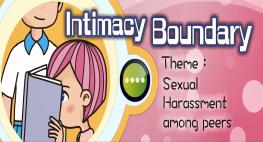 Intimacy Boundary
Theme :
Sexual
Harassment
among peers